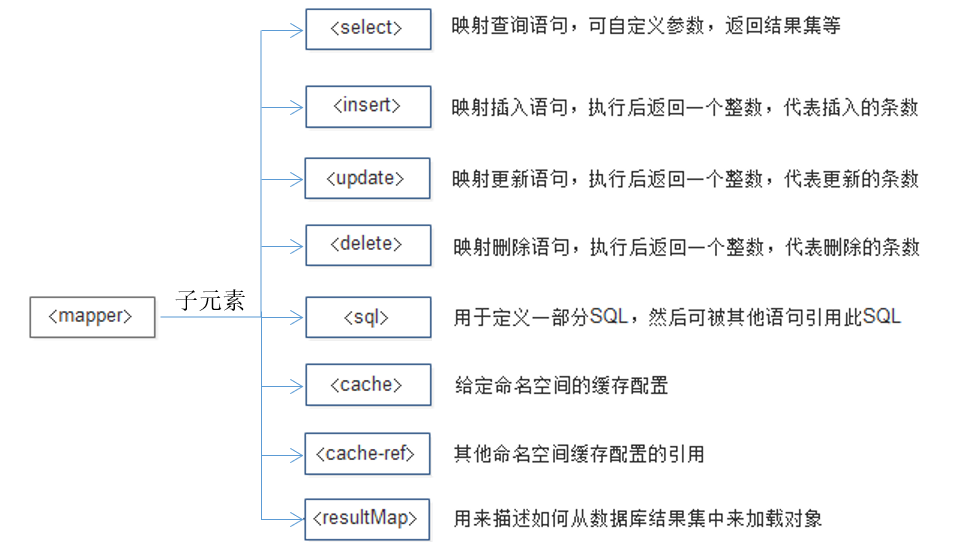 <select>
映射查询语句，可自定义参数，返回结果集等
<insert>
映射插入语句，执行后返回一个整数，代表插入的条数
<update>
映射更新语句，执行后返回一个整数，代表更新的条数
<delete>
映射删除语句，执行后返回一个整数，代表删除的条数
<mapper>
子元素
<sql>
用于定义一部分SQL，然后可被其他语句引用此SQL
<cache>
给定命名空间的缓存配置
<cache-ref>
其他命名空间缓存配置的引用
<resultMap>
用来描述如何从数据库结果集中来加载对象